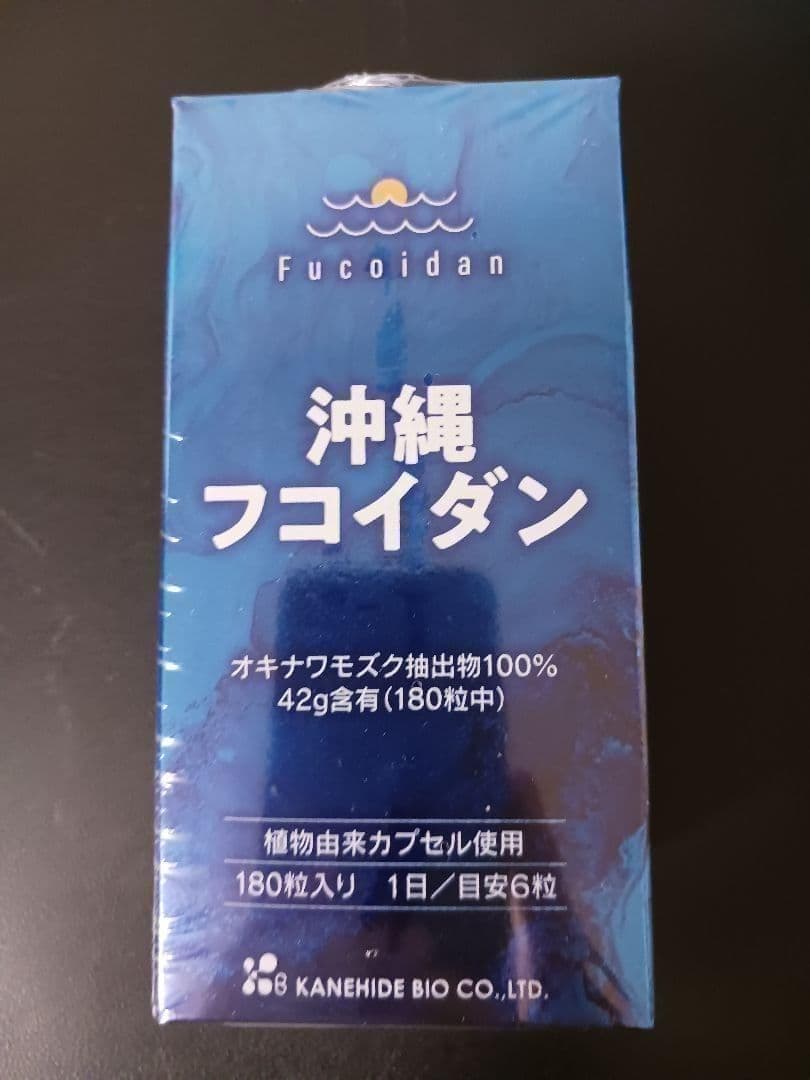 Fucoidan
沖縄
フコイダン
オキナワモズク抽出物100%
42g含有(180粒中)
植物由来カプセル使用
180粒入り 1日/目安6粒
KANEHIDE BIO CO.,LTD.